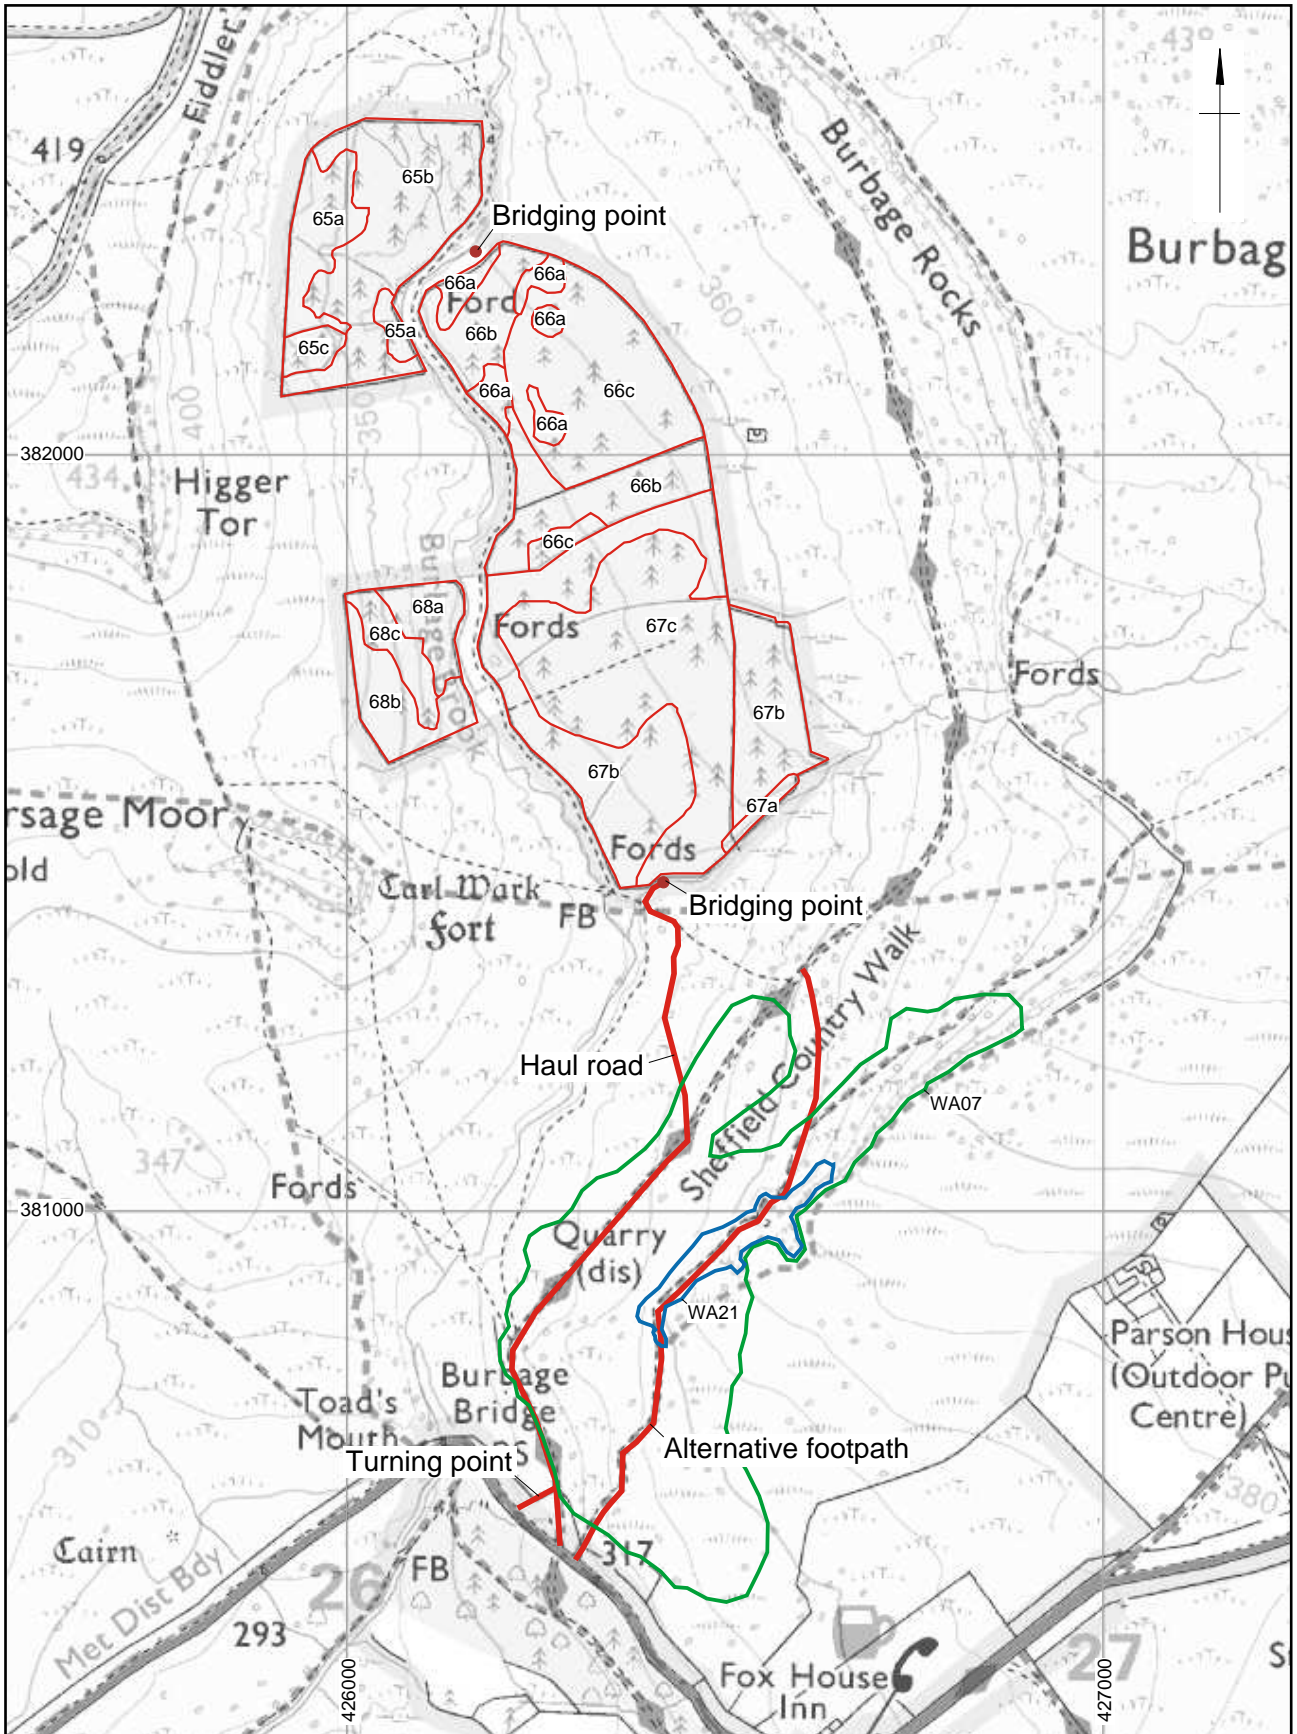 Fiddler
439
419
65b
65a
Bridging point
Burbage Rocks
Burbag
66a
66a
Ford
360
66a
66b
65a
65c
66a
66c
66a
400
350
382000
434
Higger
Tor
66b
66c
Burbage Brook
68a
68c
Fords
67c
Fords
68b
67b
67b
67a
rsage Moor
old
Fords
Carl Wark
fort
FB
Bridging point
Haul road
Sheffield Country Walk
WA07
347
Fords
381000
Quarry
(dis)
WA21
Parson Hous
(Outdoor Pu
Centre)
Burbage
Bridge
Toad's
Mouth
310
Alternative footpath
Turning point
380
Cairn
317
FB
26
Met Dist Bdy
293
27
Fox House
Inn
426000
427000